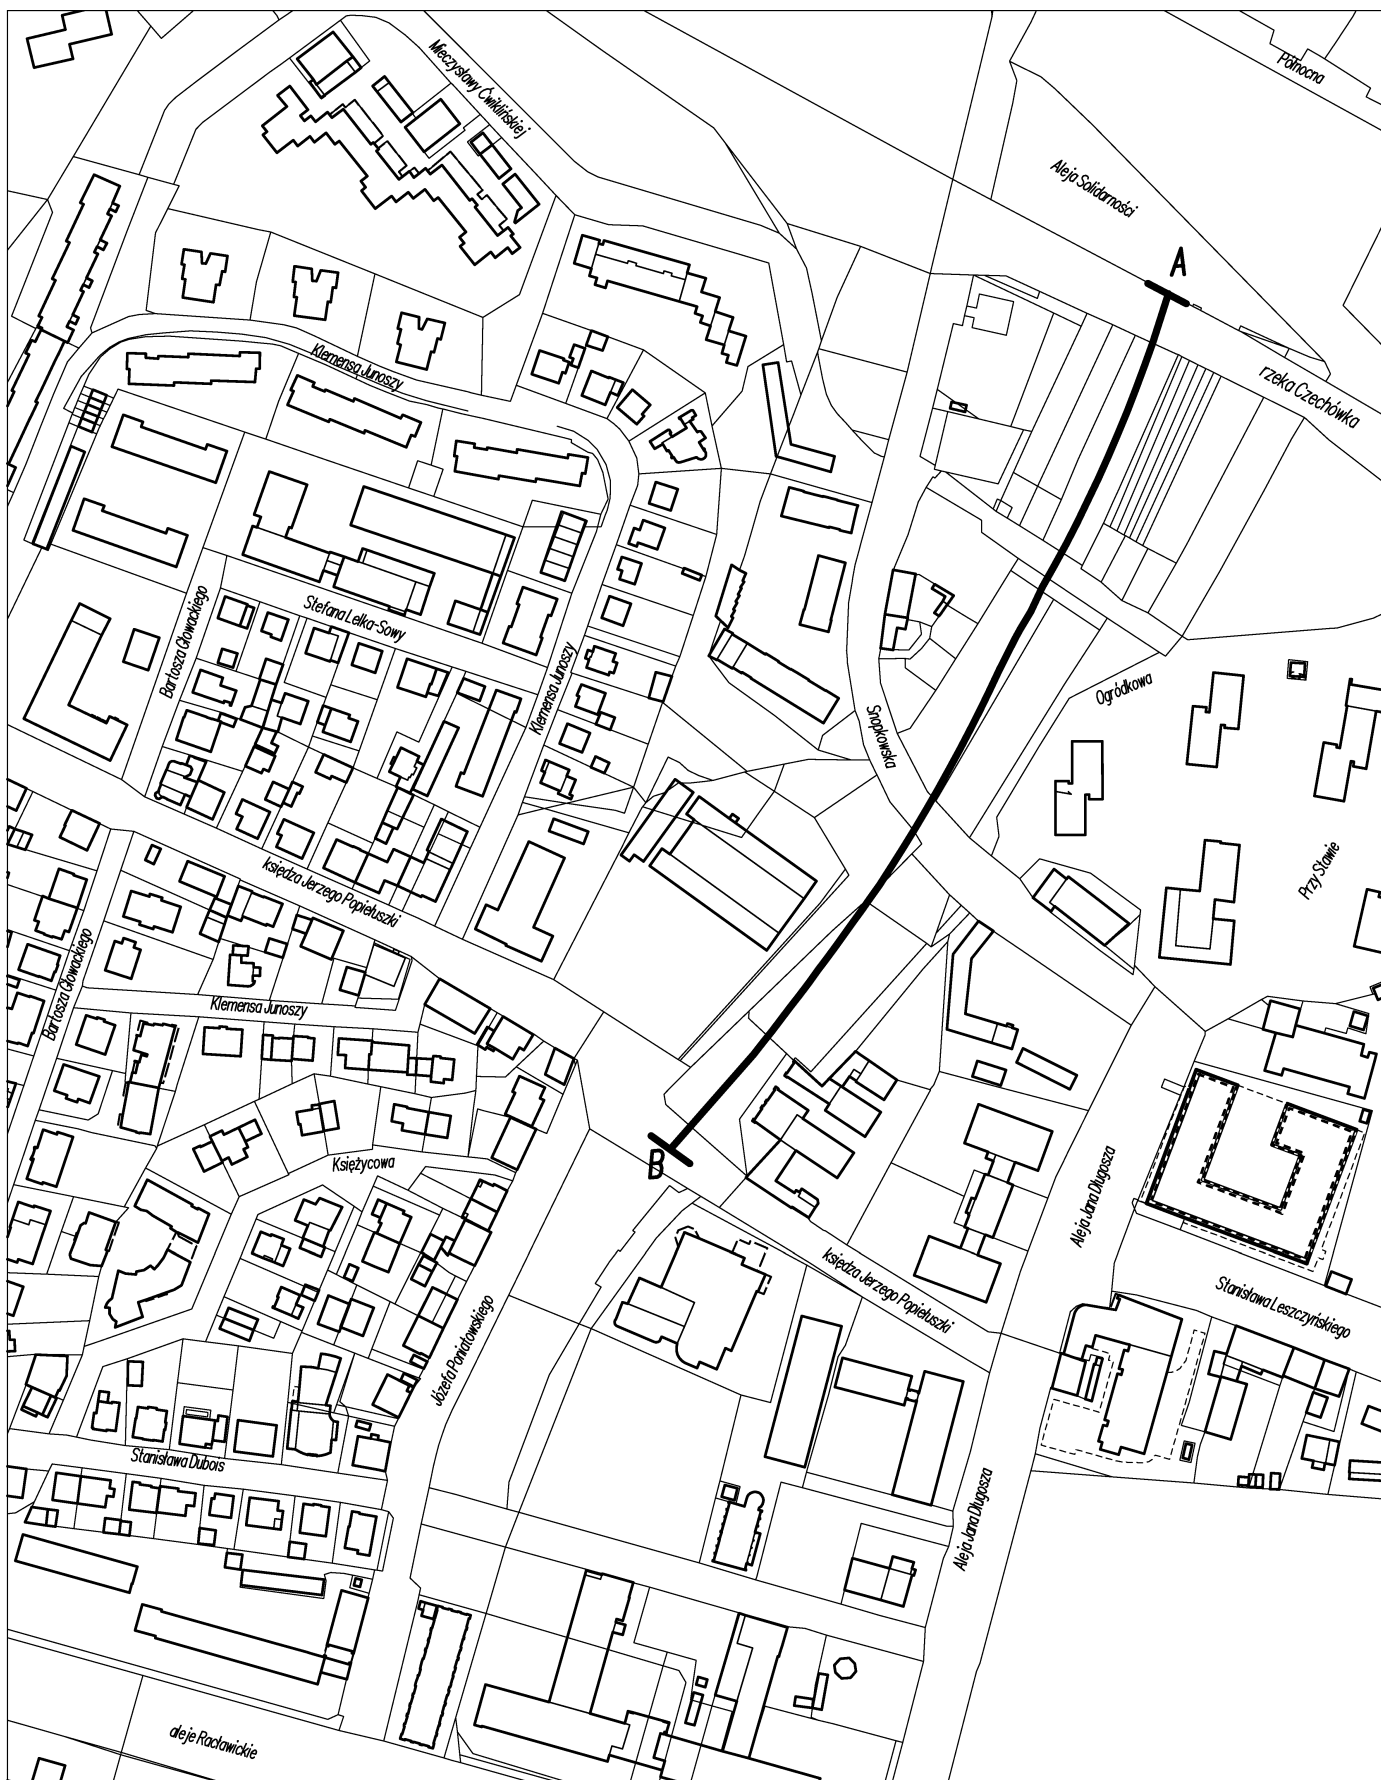 Mieczysławy Ćwiklińskiej
Północna
Aleja Solidarności
A
rzeka Czechówka
Klemensa Junoszy
Stefana Lelka-Sowy
Bartosza Głowackiego
Klemensa Junoszy
Ogródkowa
Snopkowska
Przy Stawie
księdza Jerzego Popiełuszki
Bartosza Głowackiego
Klemensa Junoszy
Księżycowa
B
Aleja Jana Długosza
księdza Jerzego Popiełuszki
Stanisława Leszczyńskiego
Józefa Poniatowskiego
Stanisława Dubois
Aleja Jana Długosza
aleje Racławickie